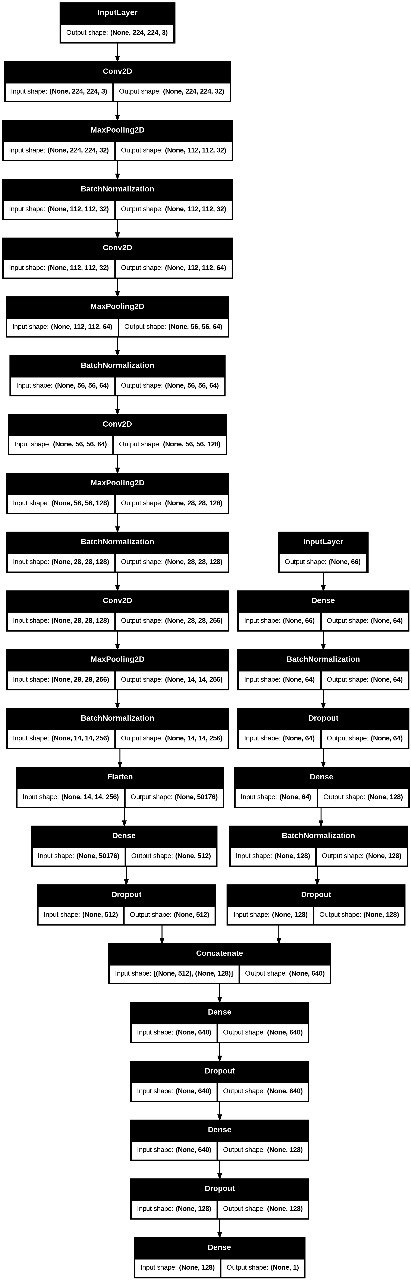 InputLayer
Output shape: (None, 224, 224, 3)
Conv2D
Input shape: (None, 224, 224, 3) Output shape: (None, 224, 224, 32)
MaxPooling2D
Input shape: (None, 224, 224, 32) Output shape: (None, 112, 112, 32)
BatchNormalization
Input shape: (None, 112, 112, 32) Output shape: (None, 112, 112, 32)
Conv2D
Input shape: (None, 112, 112, 32) Output shape: (None, 112, 112, 64)
MaxPooling2D
Input shape: (None, 112, 112, 64) Output shape: (None, 56, 56, 64)
BatchNormalization
Input shape: (None, 56, 56, 64) Output shape: (None, 56, 56, 64)
Conv2D
Input shape: (None, 56, 56, 64) Output shape: (None, 56, 56, 128)
MaxPooling2D
Input shape: (None, 56, 56, 128) Output shape: (None, 28, 28, 128)
BatchNormalization
Input shape: (None, 28, 28, 128) Output shape: (None, 28, 28, 128)
Conv2D
Input shape: (None, 28, 28, 128) Output shape: (None, 28, 28, 256)
MaxPooling2D
Input shape: (None, 28, 28, 256) Output shape: (None, 14, 14, 256)
BatchNormalization
Input shape: (None, 14, 14, 256) Output shape: (None, 14, 14, 256)
Flatten
Input shape: (None, 14, 14, 256) Output shape: (None, 50176)
Dense
Input shape: (None, 50176) Output shape: (None, 512)
Dropout
Input shape: (None, 512) Output shape: (None, 512)
InputLayer
Output shape: (None, 66)
Dense
Input shape: (None, 66) Output shape: (None, 64)
BatchNormalization
Input shape: (None, 64) Output shape: (None, 64)
Dropout
Input shape: (None, 64) Output shape: (None, 64)
Dense
Input shape: (None, 64) Output shape: (None, 128)
BatchNormalization
Input shape: (None, 128) Output shape: (None, 128)
Dropout
Input shape: (None, 128) Output shape: (None, 128)
Concatenate
Input shape: [(None, 512), (None, 128)] Output shape: (None, 640)
Dense
Input shape: (None, 640) Output shape: (None, 640)
Dropout
Input shape: (None, 640) Output shape: (None, 640)
Dense
Input shape: (None, 640) Output shape: (None, 128)
Dropout
Input shape: (None, 128) Output shape: (None, 128)
Dense
Input shape: (None, 128) Output shape: (None, 1)